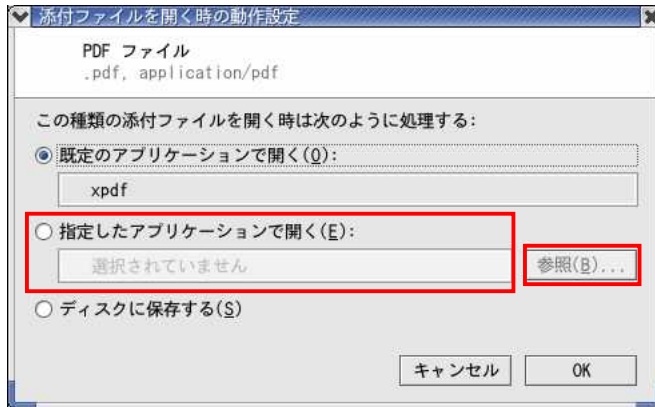 添付ファイルを開く時の動作設定
PDF ファイル
.pdf, application/pdf
この種類の添付ファイルを開く時は次のように処理する:
既定のアプリケーションで開く(O):
xpdf
指定したアプリケーションで開く(E):
選択されていません
参照(B)...
ディスクに保存する(S)
キャンセル
OK